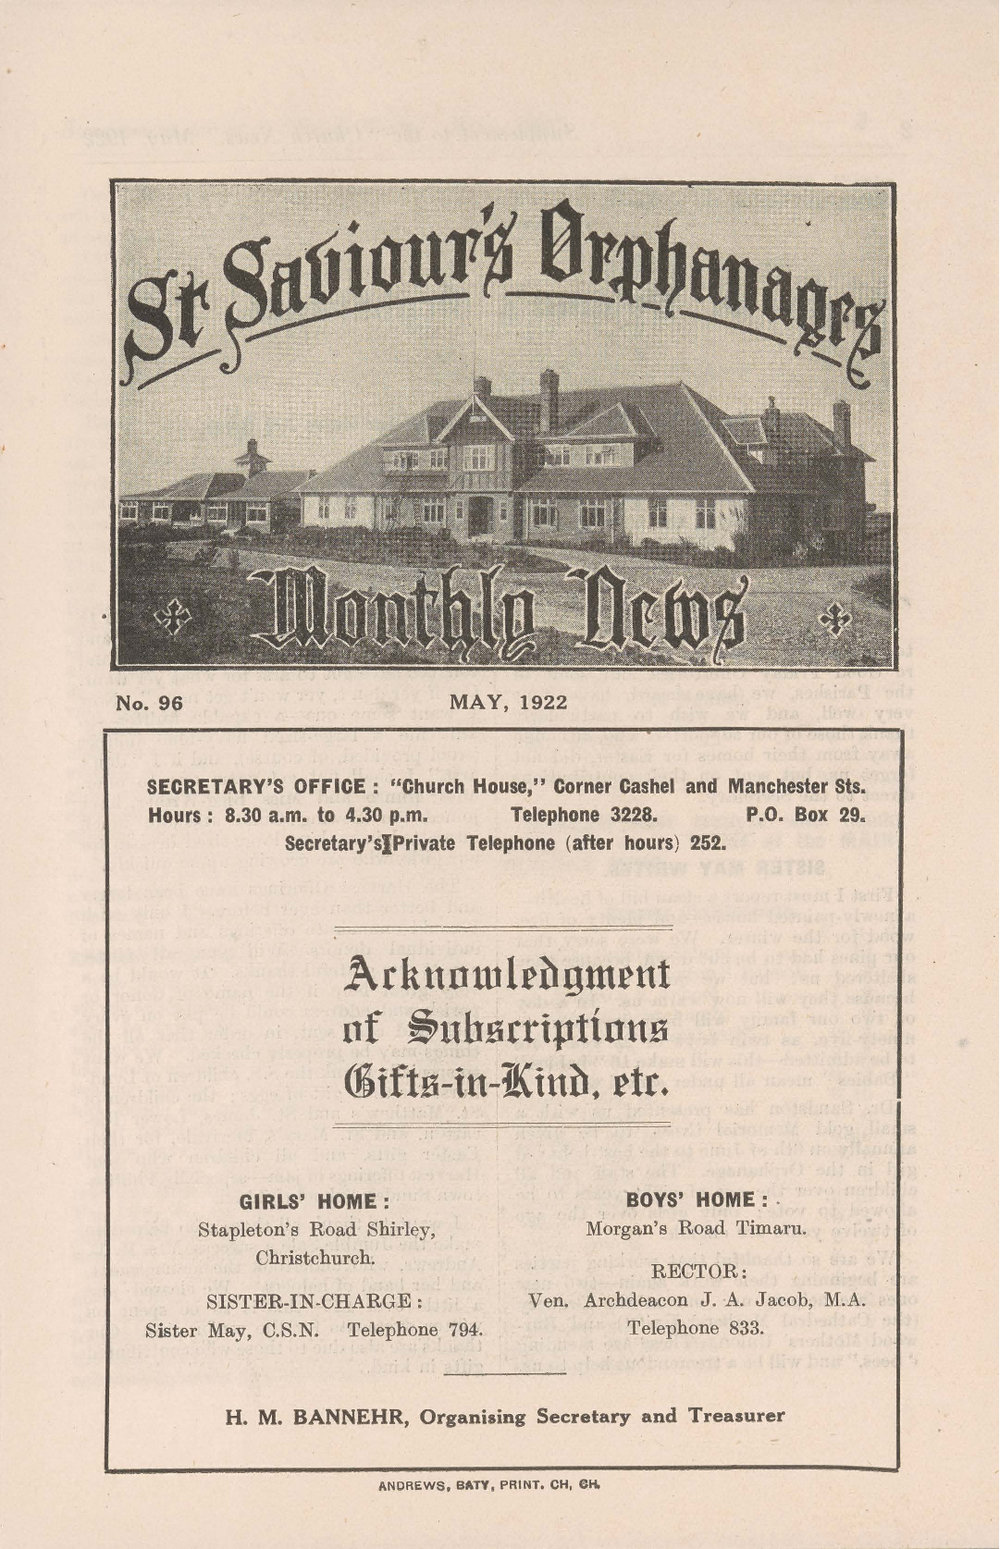 St Saviour's Orphanages
Monthly News
No. 96 MAY, 1922
SECRETARY'S OFFICE : "Church House," Corner Cashel and Manchester Sts.
Hours : 8.30 a.m. to 4.30 p.m. Telephone 3228. P.O. Box 29.
Secretary's Private Telephone (after hours) 252.
Acknowledgment
of Subscriptions
Gifts-in-Kind, etc.
GIRLS' HOME :
Stapleton's Road Shirley,
Christchurch.
SISTER-IN-CHARGE :
Sister May, C.S.N. Telephone 794.
BOYS' HOME :
Morgan's Road Timaru.
RECTOR:
Ven. Archdeacon J. A. Jacob, M.A.
Telephone 833.
H. M. BANNEHR, Organising Secretary and Treasurer
ANDREWS, BATY, PRINT. CH, CH.